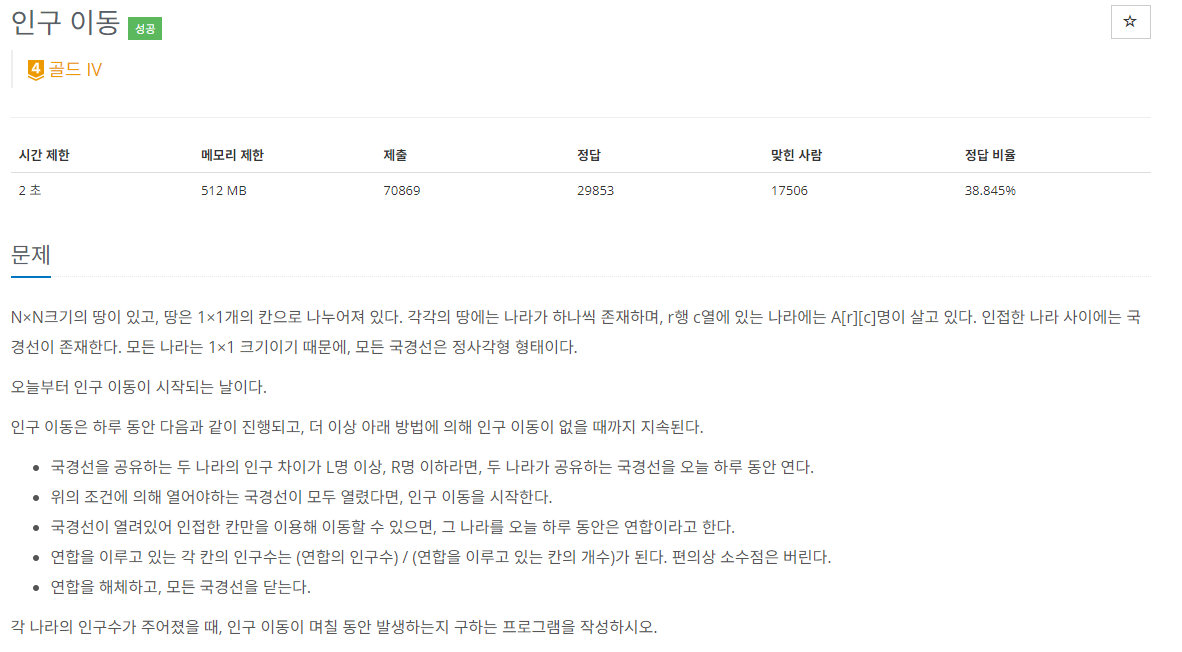 인구 이동 성공
4 골드 IV
시간 제한 메모리 제한 제출 정답 맞힌 사람 정답 비율
2 초 512 MB 70869 29853 17506 38.845%
문제
N×N크기의 땅이 있고, 땅은 1×1개의 칸으로 나누어져 있다. 각각의 땅에는 나라가 하나씩 존재하며, r행 c열에 있는 나라에는 A[r][c]명이 살고 있다. 인접한 나라 사이에는 국
경선이 존재한다. 모든 나라는 1×1 크기이기 때문에, 모든 국경선은 정사각형 형태이다.
오늘부터 인구 이동이 시작되는 날이다.
인구 이동은 하루 동안 다음과 같이 진행되고, 더 이상 아래 방법에 의해 인구 이동이 없을 때까지 지속된다.
• 국경선을 공유하는 두 나라의 인구 차이가 L명 이상, R명 이하라면, 두 나라가 공유하는 국경선을 오늘 하루 동안 연다.
• 위의 조건에 의해 열어야하는 국경선이 모두 열렸다면, 인구 이동을 시작한다.
• 국경선이 열려있어 인접한 칸만을 이용해 이동할 수 있으면, 그 나라를 오늘 하루 동안은 연합이라고 한다.
• 연합을 이루고 있는 각 칸의 인구수는 (연합의 인구수) / (연합을 이루고 있는 칸의 개수)가 된다. 편의상 소수점은 버린다.
• 연합을 해체하고, 모든 국경선을 닫는다.
각 나라의 인구수가 주어졌을 때, 인구 이동이 며칠 동안 발생하는지 구하는 프로그램을 작성하시오.